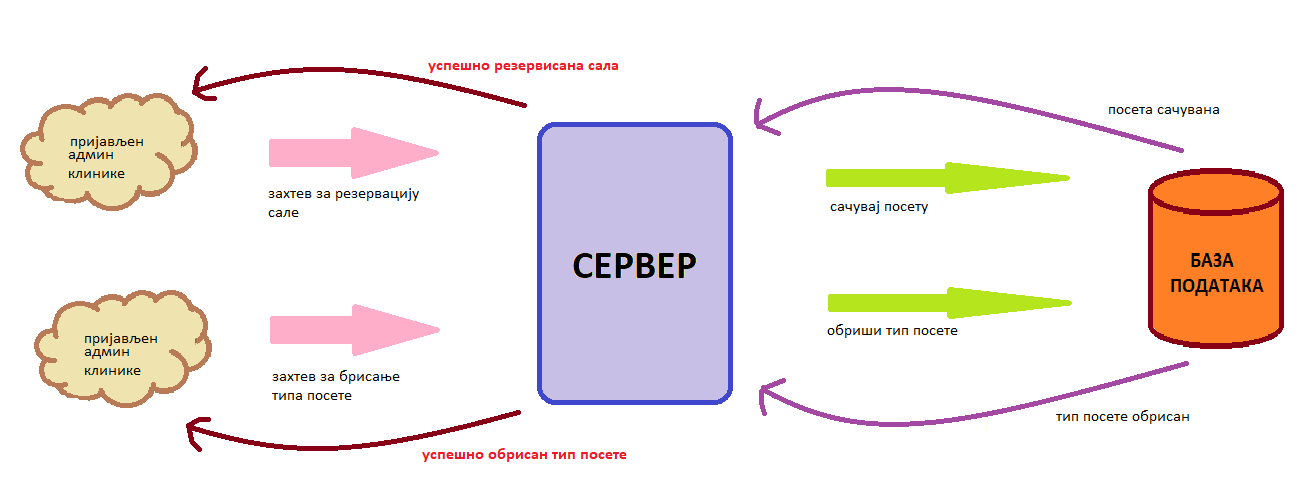 успешно резервисана сала
посета сачувана
пријављен
админ
клинике
захтев за резервацију
сале
сачувај посету
СЕРВЕР
БАЗА
ПОДАТАКА
пријављен
админ
клинике
захтев за брисање
типа посете
обриши тип посете
тип посете обрисан
успешно обрисан тип посете